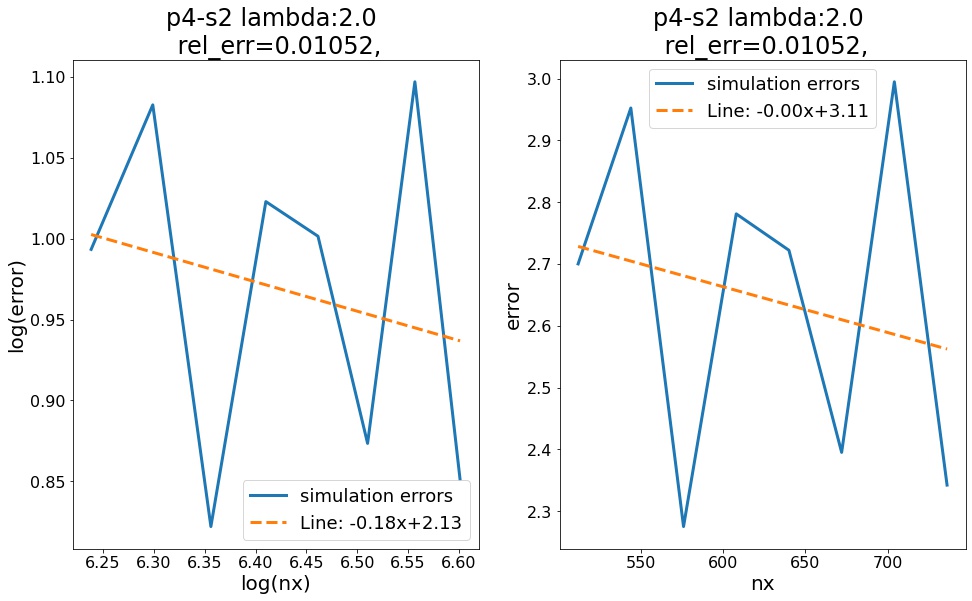 p4-s2 lambda:2.0
rel_err=0.01052,
1.10
1.05
1.00
0.95
0.90
0.85
log(error)
simulation errors
Line: -0.18x+2.13
6.25 6.30 6.35 6.40 6.45 6.50 6.55 6.60
log(nx)
p4-s2 lambda:2.0
rel_err=0.01052,
simulation errors
Line: -0.00x+3.11
3.0
2.9
2.8
2.7
2.6
2.5
2.4
2.3
error
550 600 650 700
nx